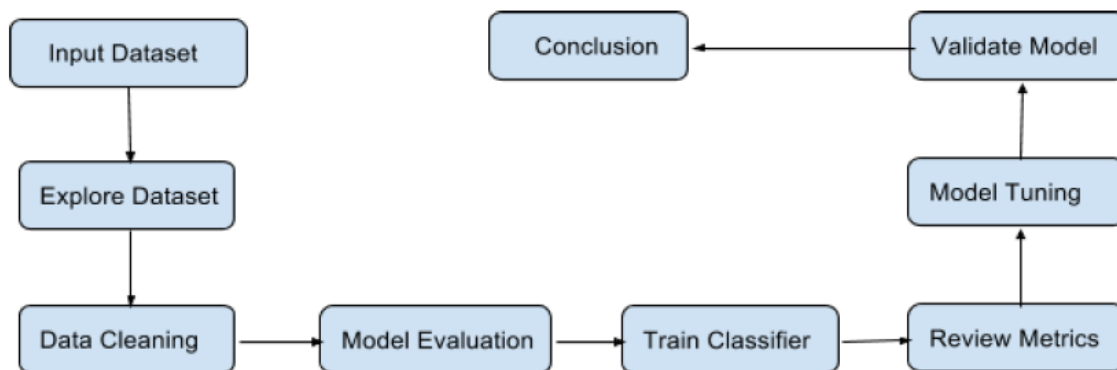 Input Dataset
Explore Dataset
Data Cleaning
Model Evaluation
Train Classifier
Review Metrics
Model Tuning
Validate Model
Conclusion